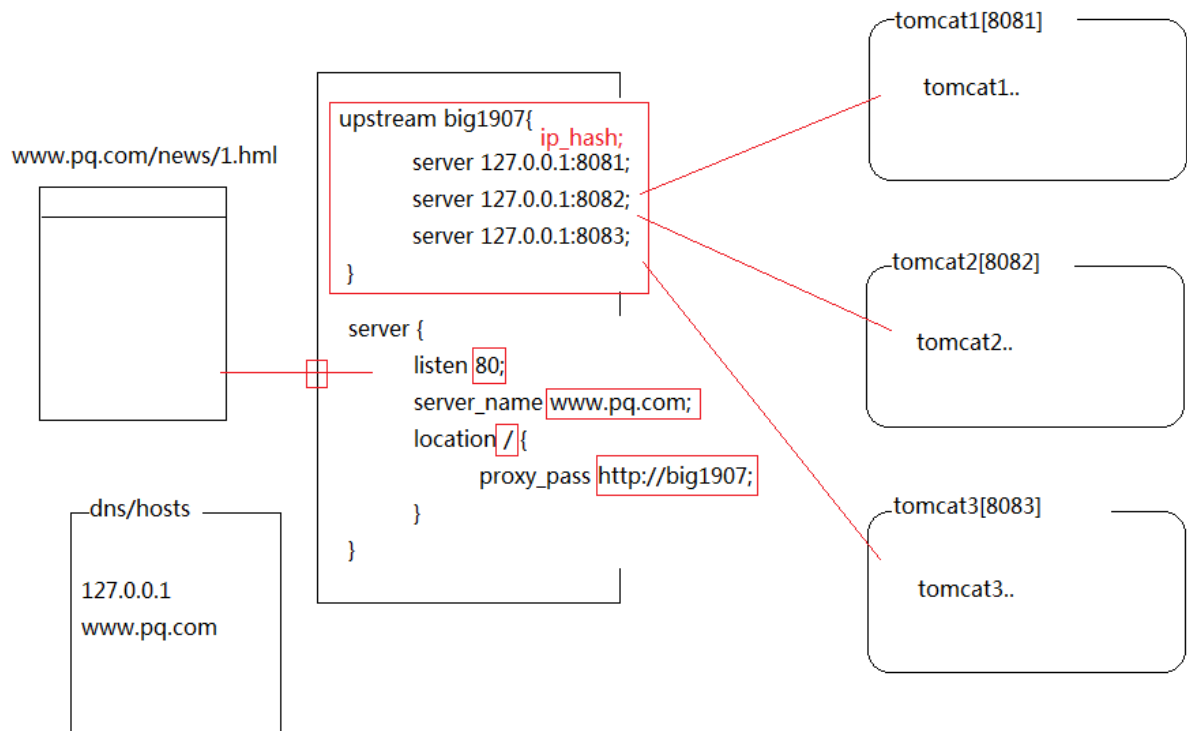 www.pq.com/news/1.hml
dns/hosts
127.0.0.1
www.pq.com
upstream big1907{
ip_hash;
server 127.0.0.1:8081;
server 127.0.0.1:8082;
server 127.0.0.1:8083;
}
server {
listen 80;
server_name www.pq.com;
location / {
proxy_pass http://big1907;
}
}
tomcat1[8081]
tomcat1..
tomcat2[8082]
tomcat2..
tomcat3[8083]
tomcat3..